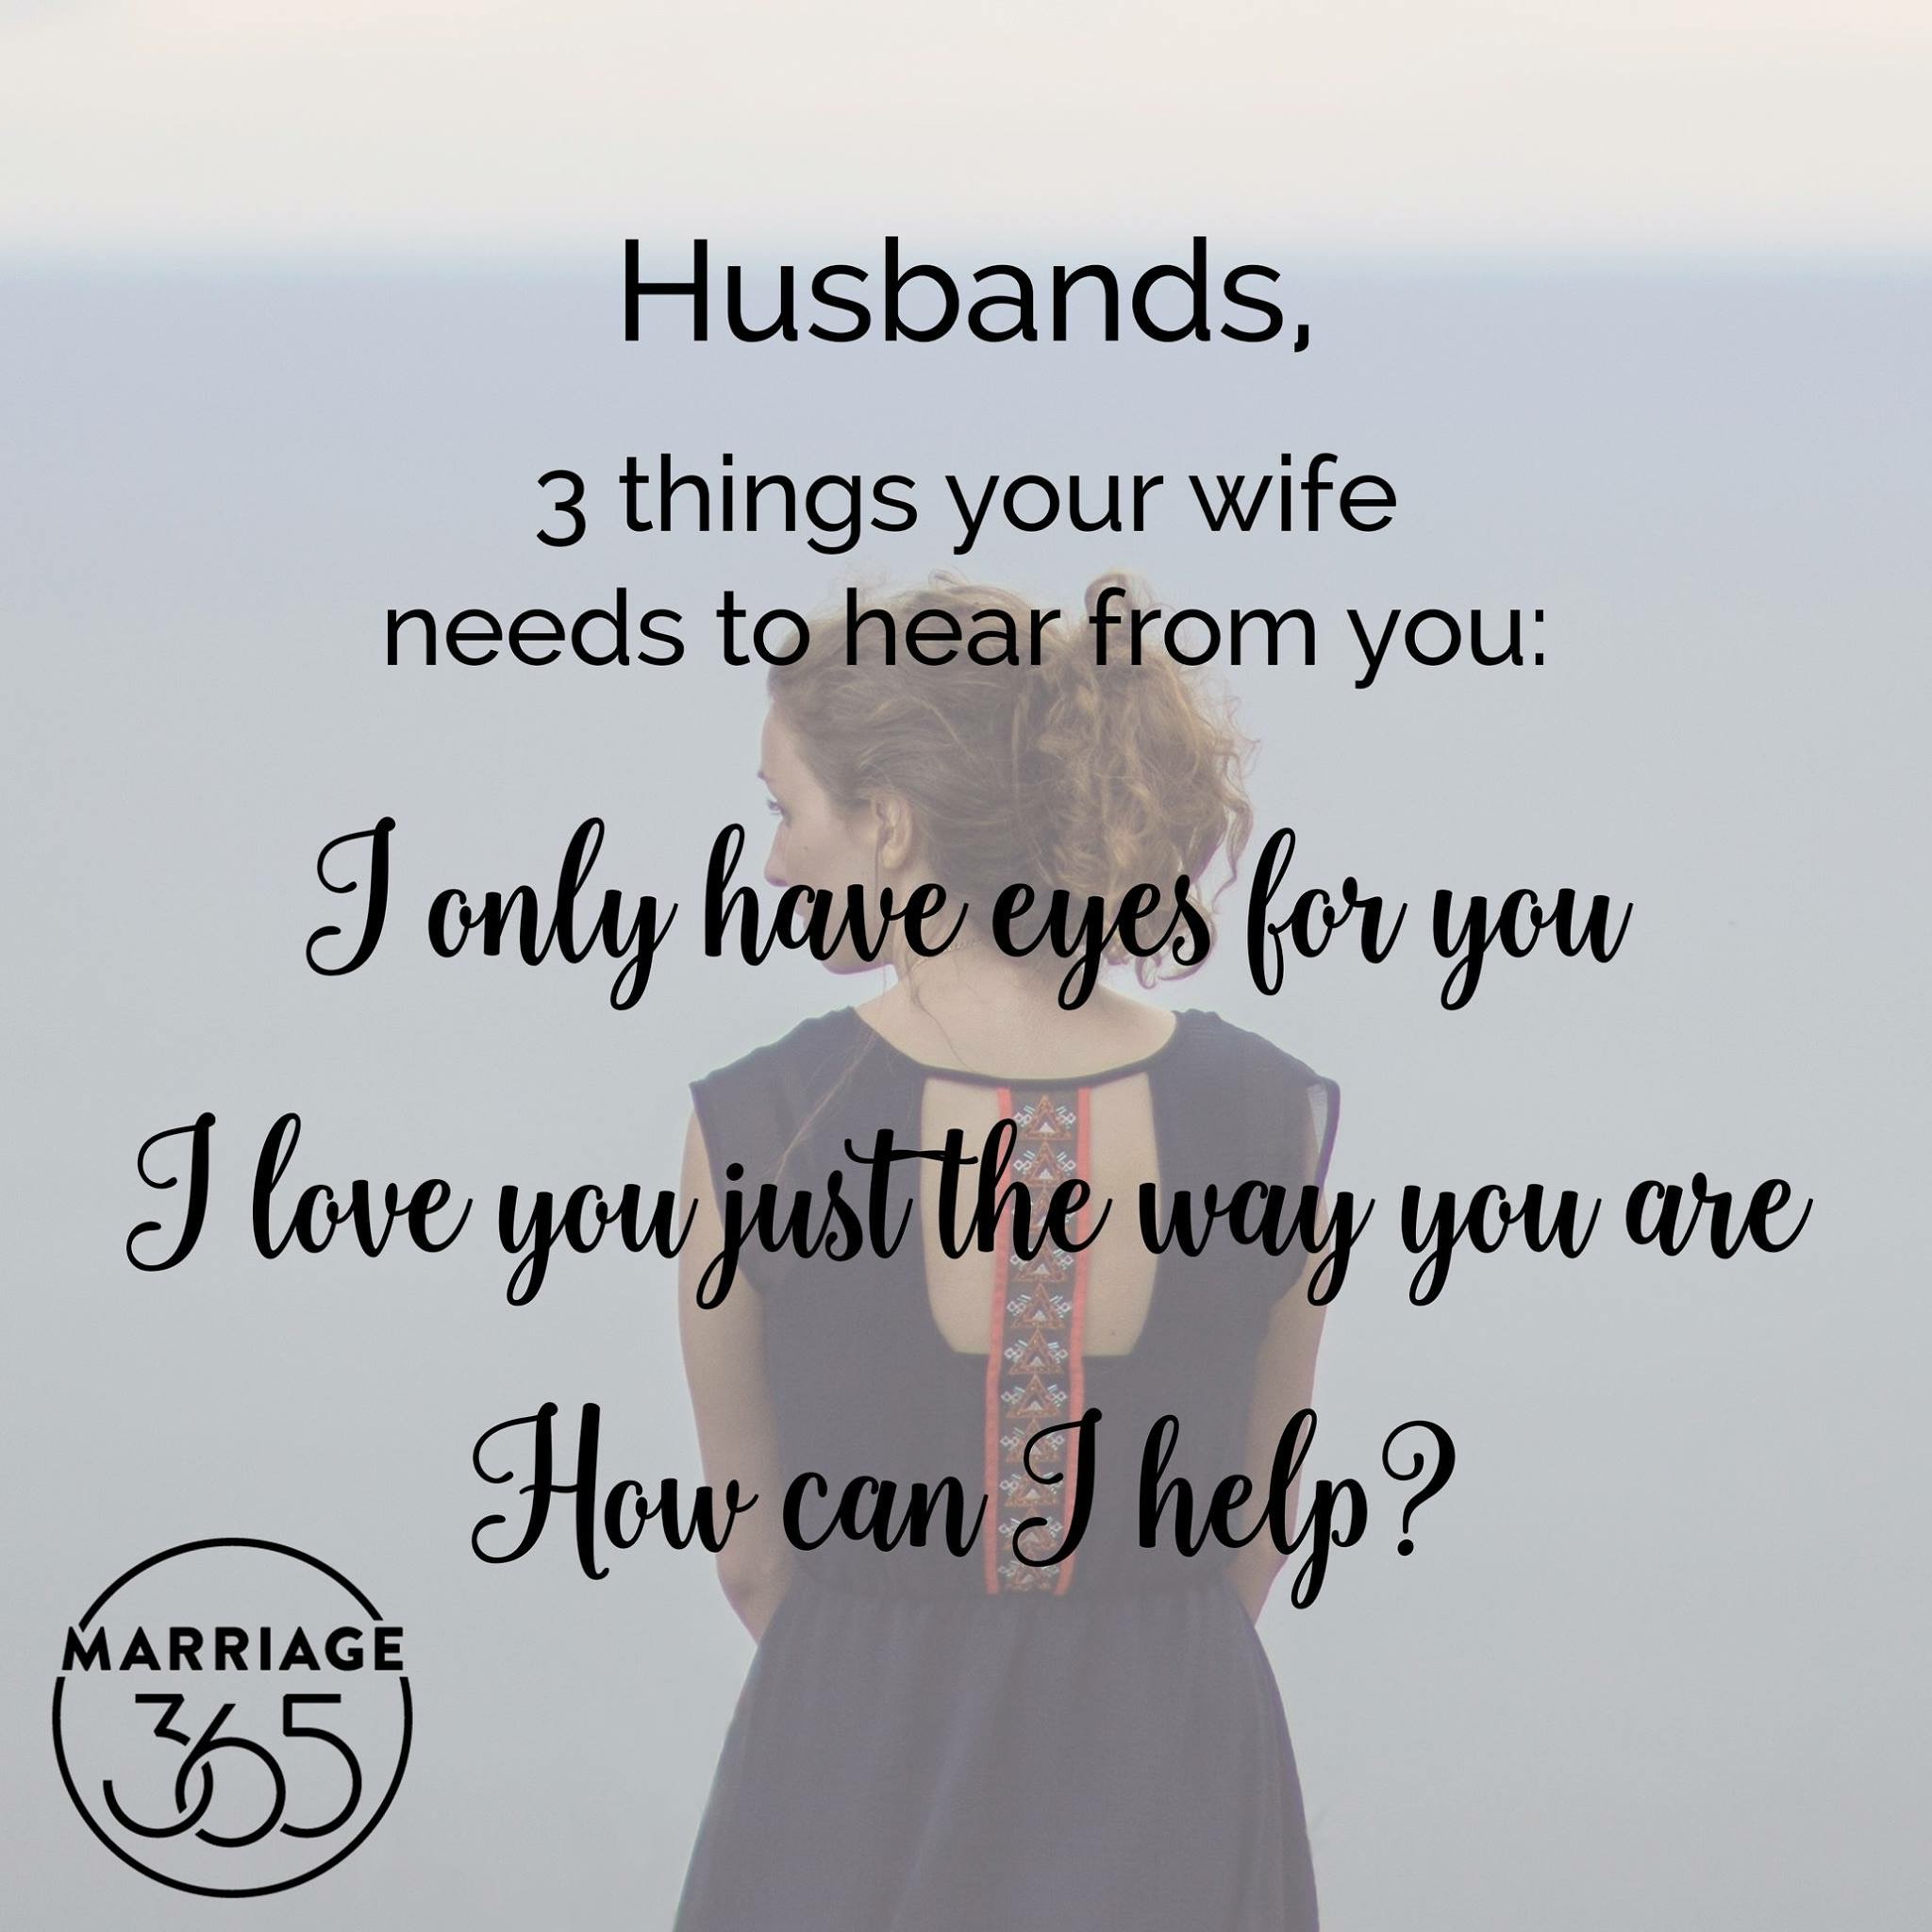 Husbands,
3 things your wife
needs to hear from you:
I only have eyes for you
I love you just the way you are
How can I help?
MARRIAGE
365